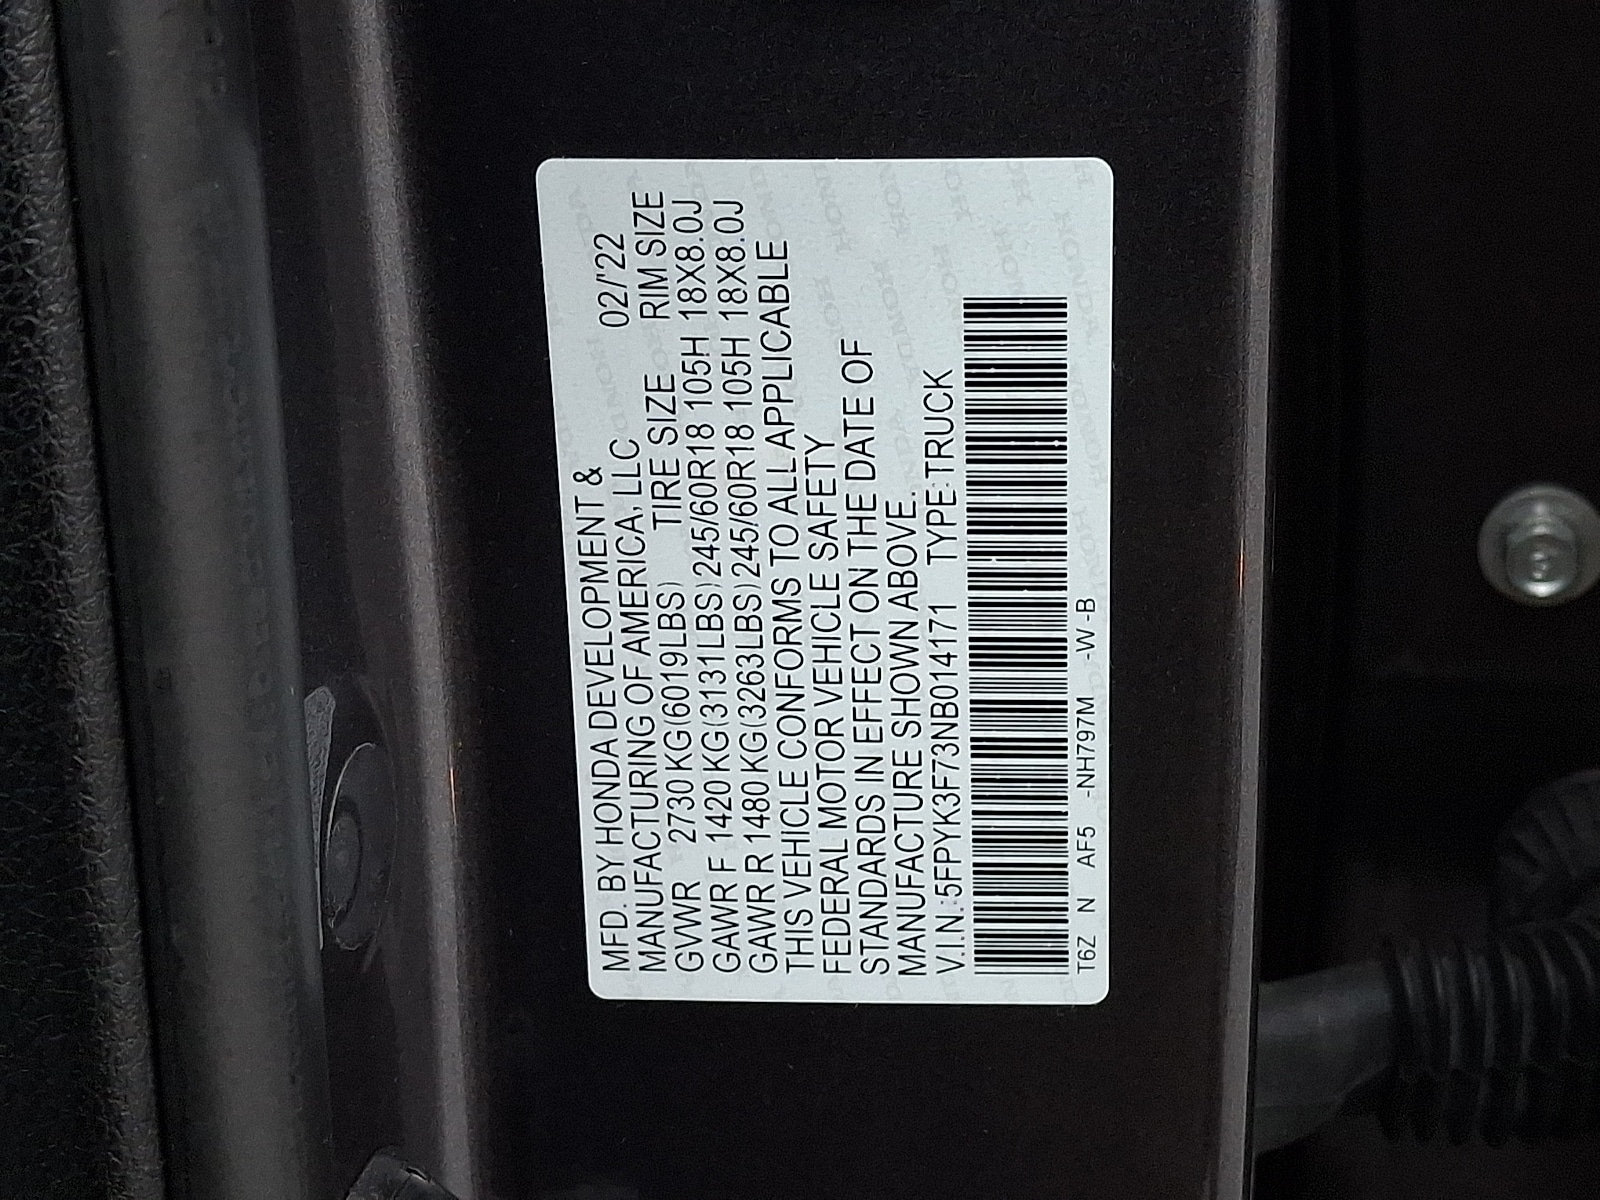 MFD. BY HONDA DEVELOPMENT &
MANUFACTURING OF AMERICA, LLC 02/'22
GVWR 2730 KG(6019LBS) TIRE SIZE RIM SIZE
GAWR F 1420 KG(3131LBS) 245/60R18 105H 18X8.0J
GAWR R 1480 KG(3263LBS) 245/60R18 105H 18X8.0J
THIS VEHICLE CONFORMS TO ALL APPLICABLE
FEDERAL MOTOR VEHICLE SAFETY
STANDARDS IN EFFECT ON THE DATE OF
MANUFACTURE SHOWN ABOVE.
V.I.N.:5FPYK3F73NB014171 TYPE:TRUCK
T6Z N AF5 -NH797M -W-B